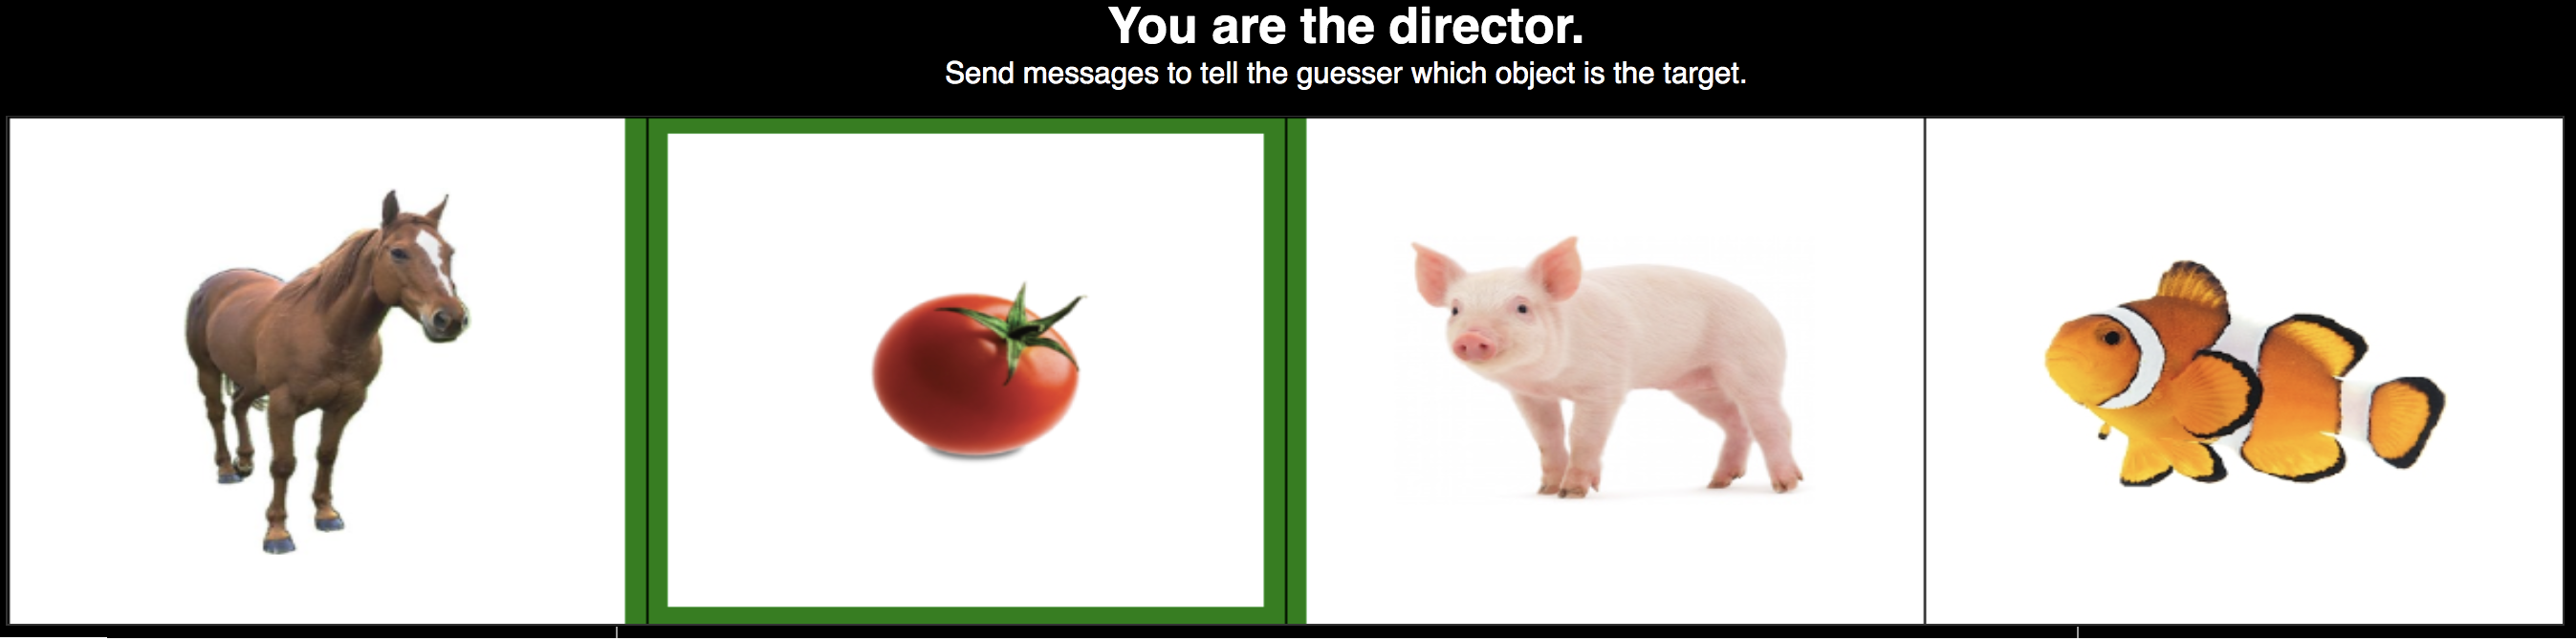 You are the director.
Send messages to tell the guesser which object is the target.